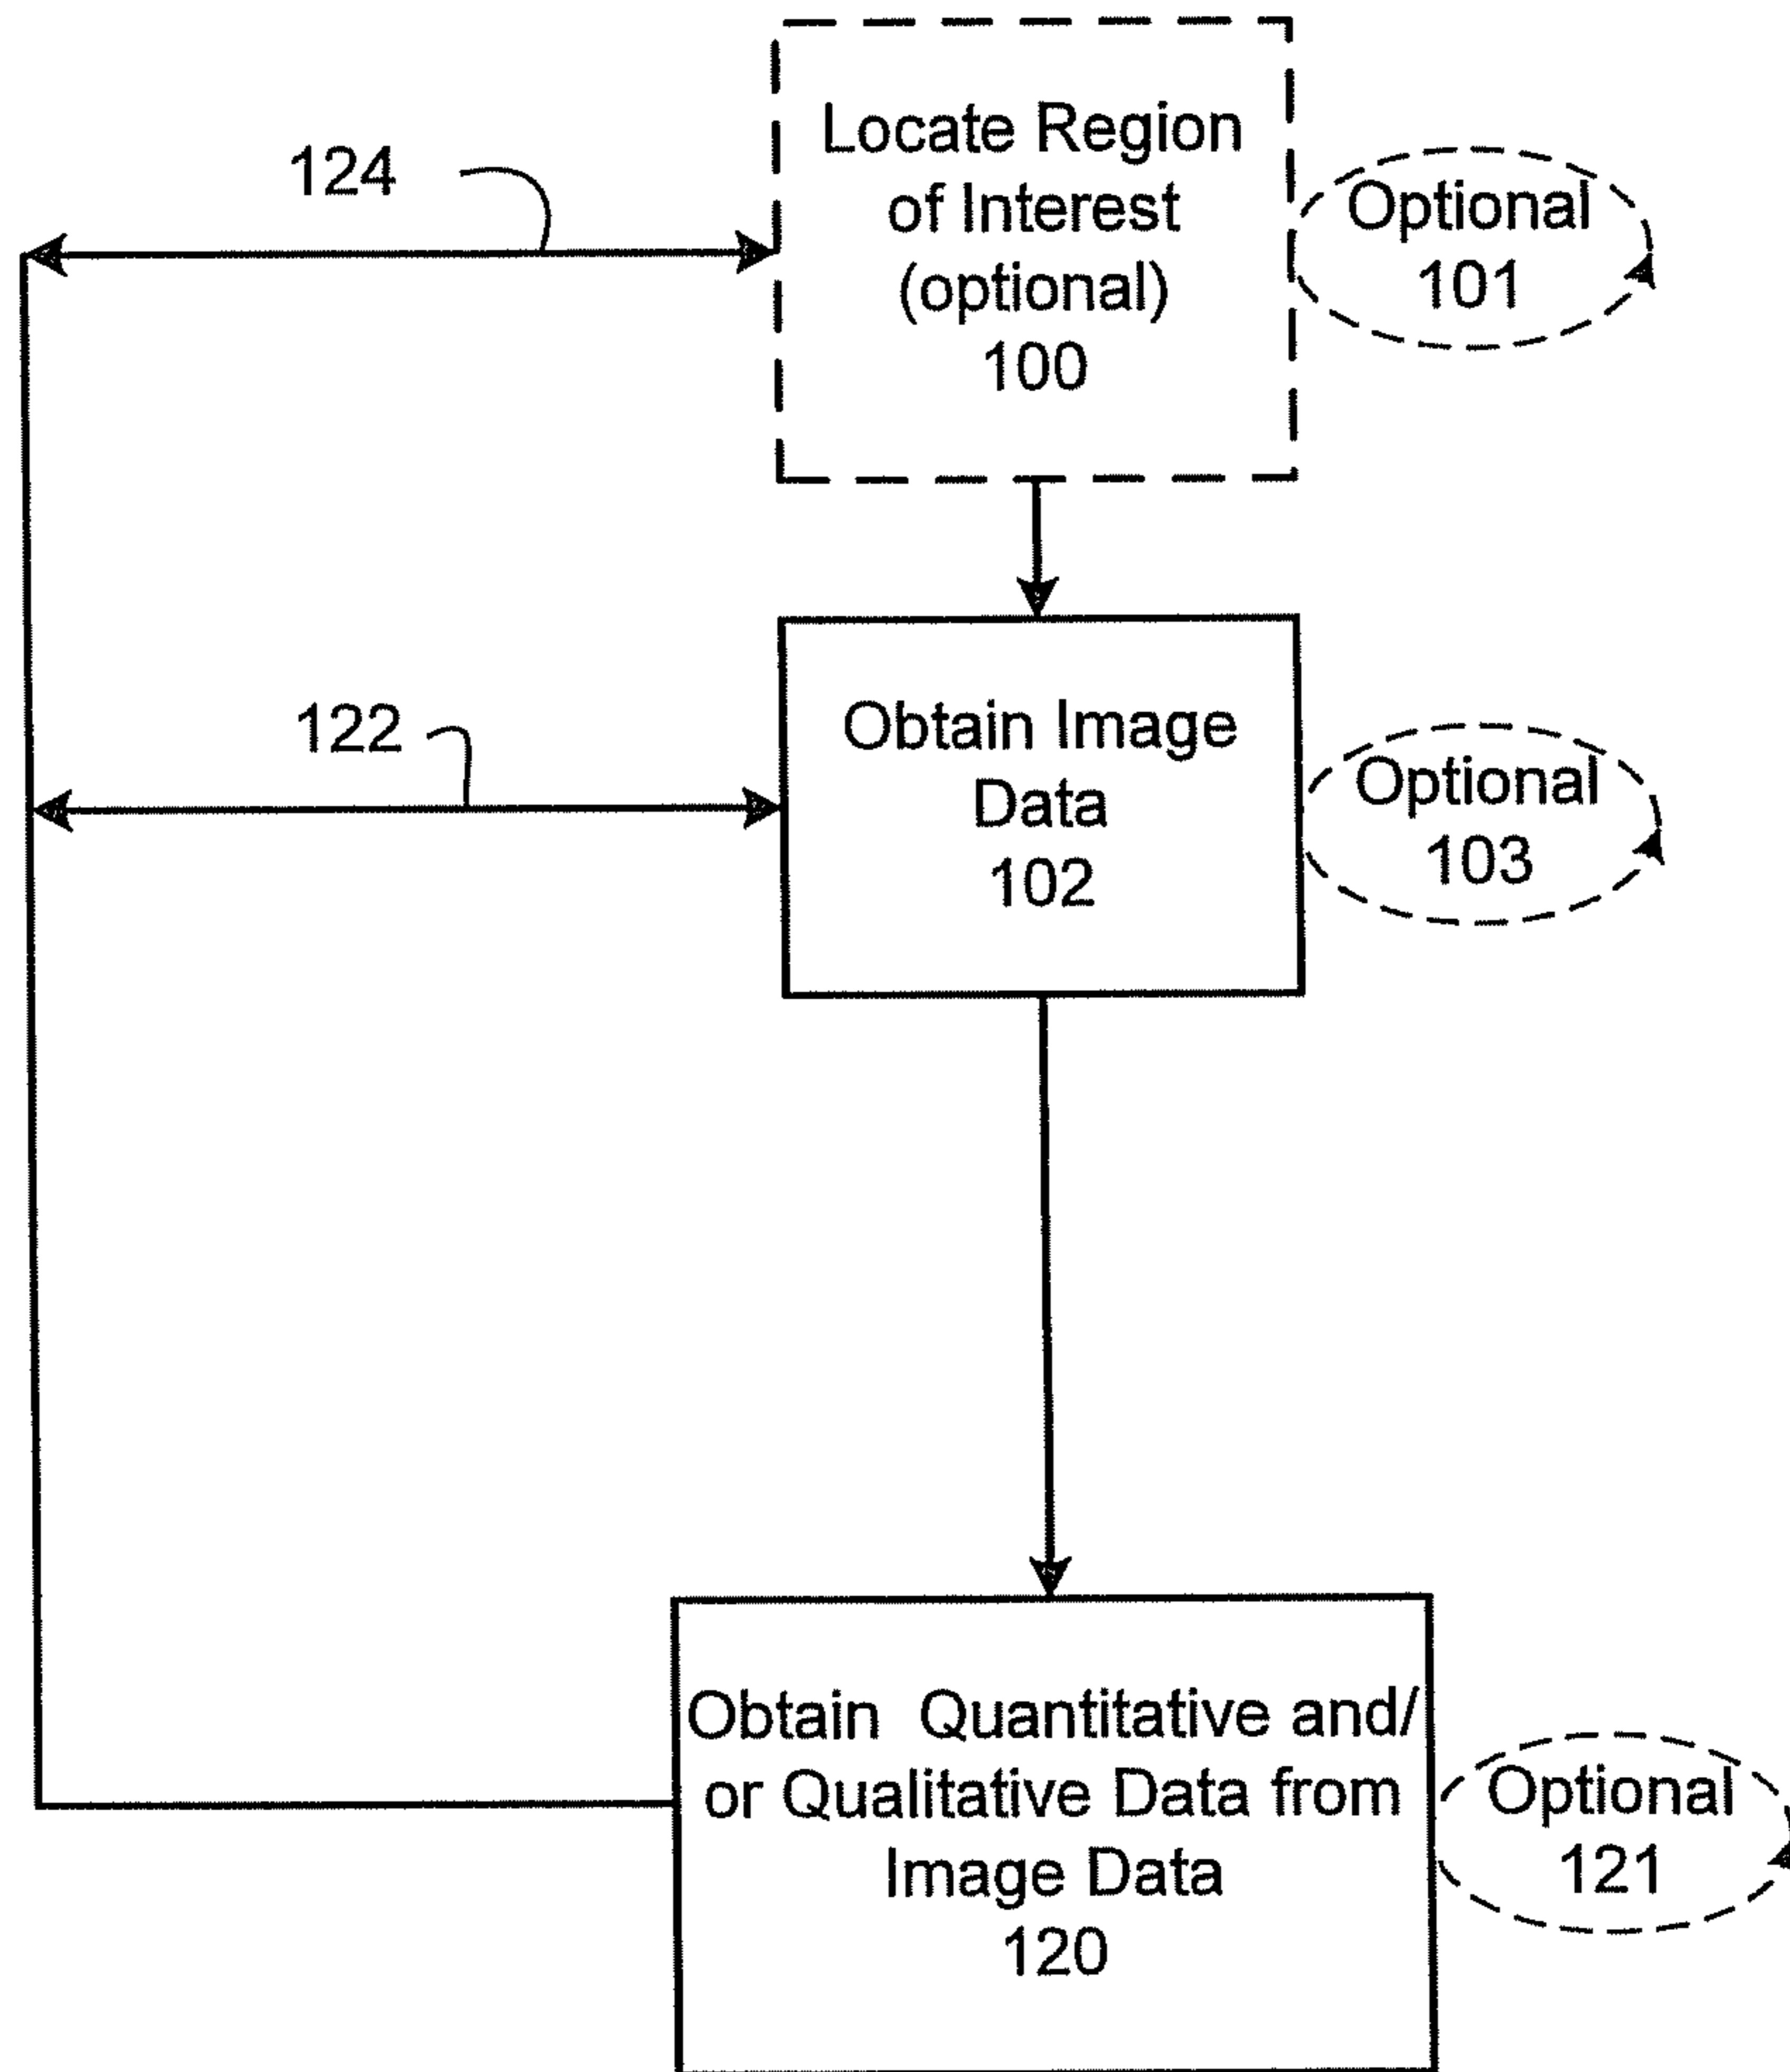 124
Locate Region
of Interest
(optional)
100
Optional
101
122
Obtain Image
Data
102
Optional
103
Obtain Quantitative and/
or Qualitative Data from
Image Data
120
Optional
121